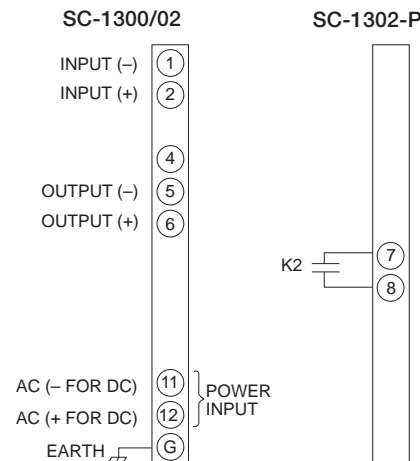 SC-1300/02
SC-1302-P
INPUT (–) 1
INPUT (+) 2
4
OUTPUT (–) 5
OUTPUT (+) 6
K2
7
8
AC (– FOR DC) 11
AC (+ FOR DC) 12
POWER
INPUT
EARTH G